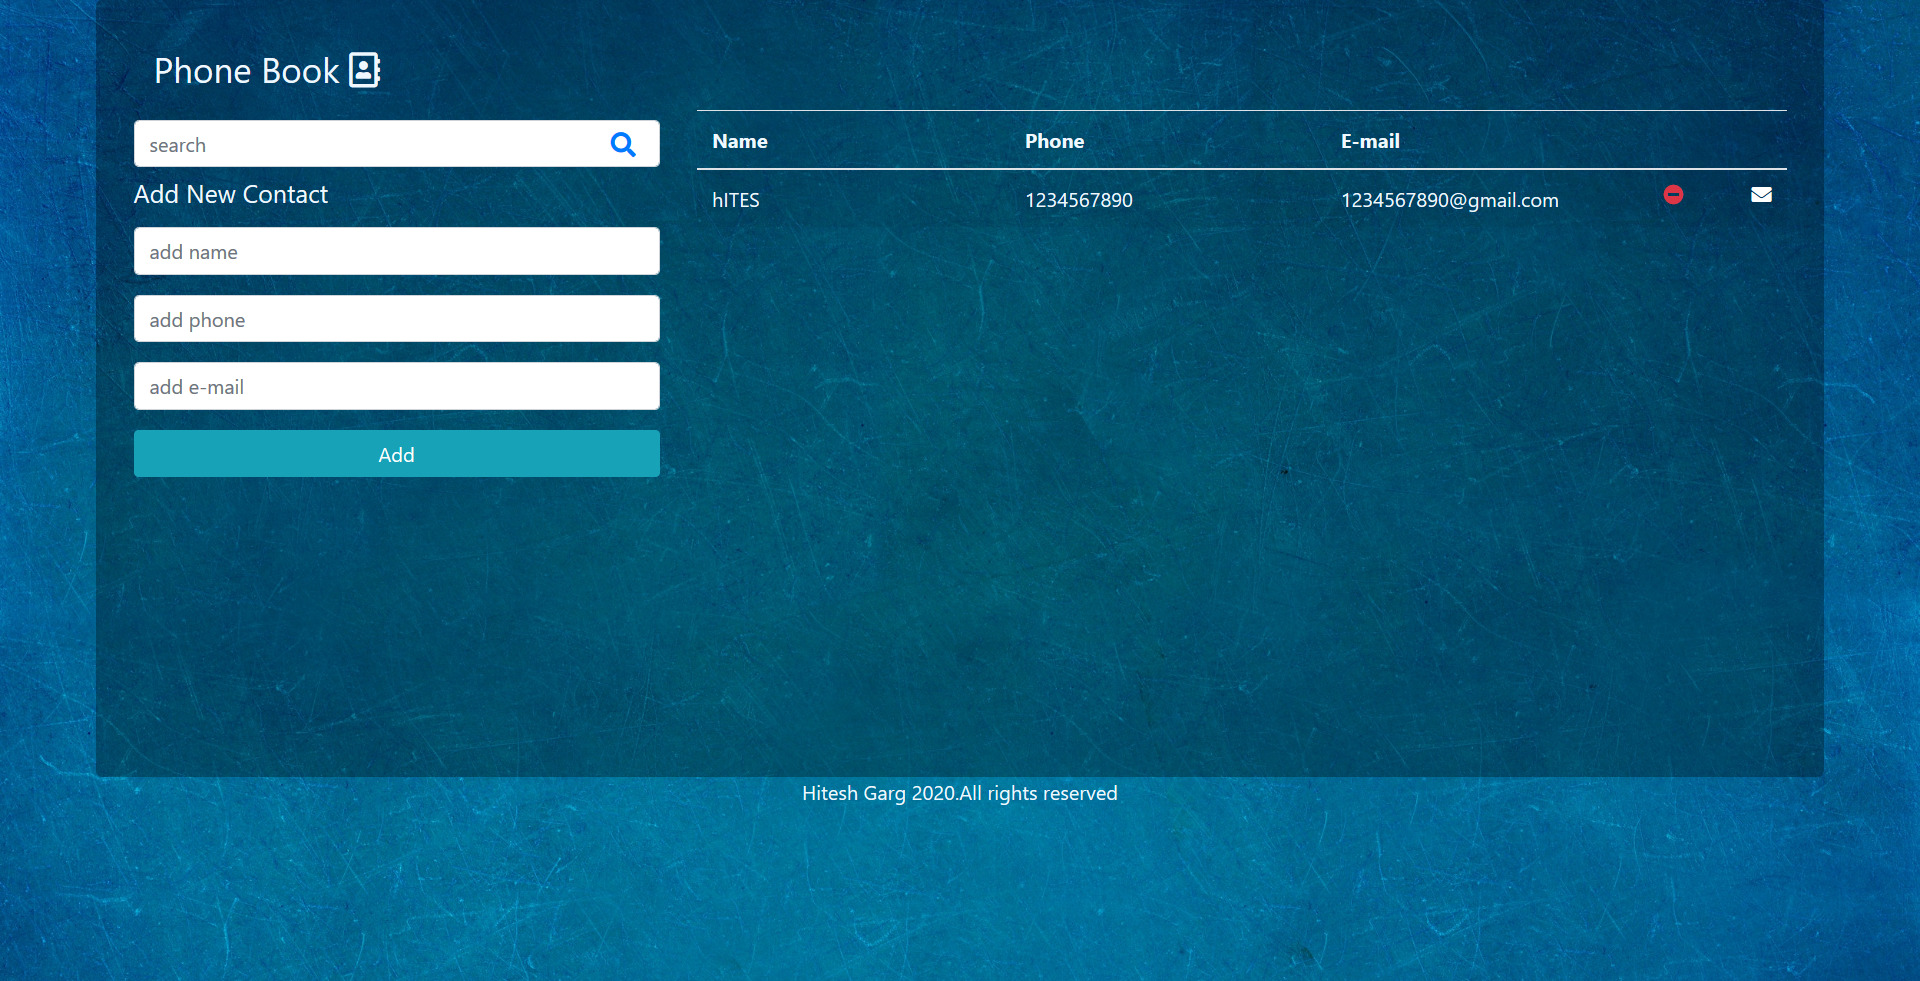 Phone Book
search
Add New Contact
add name
add phone
add e-mail
Add
Name Phone E-mail
hITES 1234567890 1234567890@gmail.com
Hitesh Garg 2020.All rights reserved